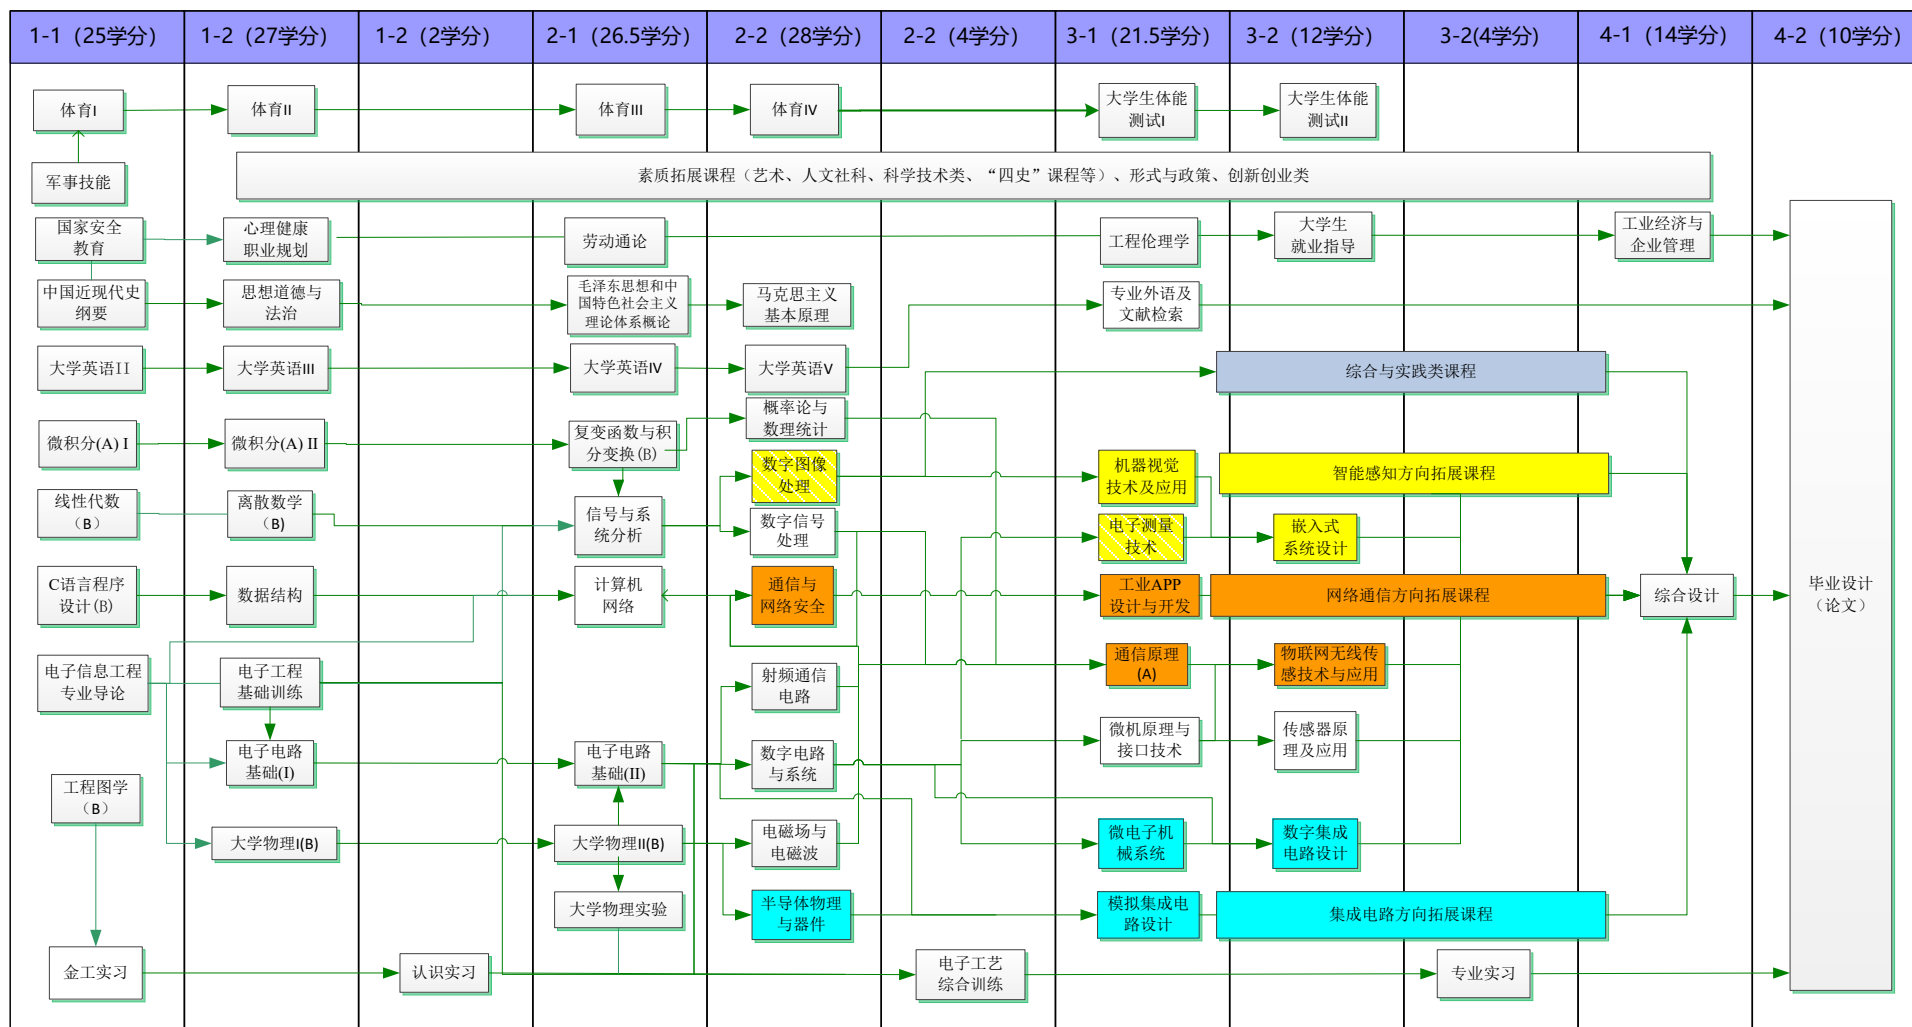 1-1（25学分）
1-2（27学分）
1-2（2学分）
2-1（26.5学分）
2-2（28学分）
2-2（4学分）
3-1（21.5学分）
3-2（12学分）
3-2(4学分）
4-1（14学分）
4-2（10学分）
体育I
体育II
体育III
体育IV
大学生体能
测试I
大学生体能
测试II
军事技能
素质拓展课程（艺术、人文社科、科学技术类、“四史”课程等）、形式与政策、创新创业类
国家安全
教育
心理健康
职业规划
劳动通论
工程伦理学
大学生
就业指导
工业经济与
企业管理
中国近现代史
纲要
思想道德与
法治
毛泽东思想和中
国特色社会主义
理论体系概论
马克思主义
基本原理
专业外语及
文献检索
大学英语II
大学英语III
大学英语IV
大学英语V
综合与实践类课程
微积分(A) I
微积分(A) II
复变函数与积
分变换(B)
概率论与
数理统计
数字图像
处理
机器视觉
技术及应用
智能感知方向拓展课程
线性代数
（B）
离散数学
（B)
信号与系
统分析
数字信号
处理
电子测量
技术
嵌入式
系统设计
C语言程序
设计(B)
数据结构
计算机
网络
通信与
网络安全
工业APP
设计与开发
网络通信方向拓展课程
综合设计
毕业设计
（论文）
电子信息工程
专业导论
电子工程
基础训练
射频通信
电路
通信原理
(A)
物联网无线传
感技术与应用
电子电路
基础(I)
电子电路
基础(II)
数字电路
与系统
微机原理与
接口技术
传感器原
理及应用
工程图学
（B）
大学物理I(B)
大学物理II(B)
电磁场与
电磁波
微电子机
械系统
数字集成
电路设计
大学物理实验
半导体物理
与器件
模拟集成电
路设计
集成电路方向拓展课程
金工实习
认识实习
电子工艺
综合训练
专业实习